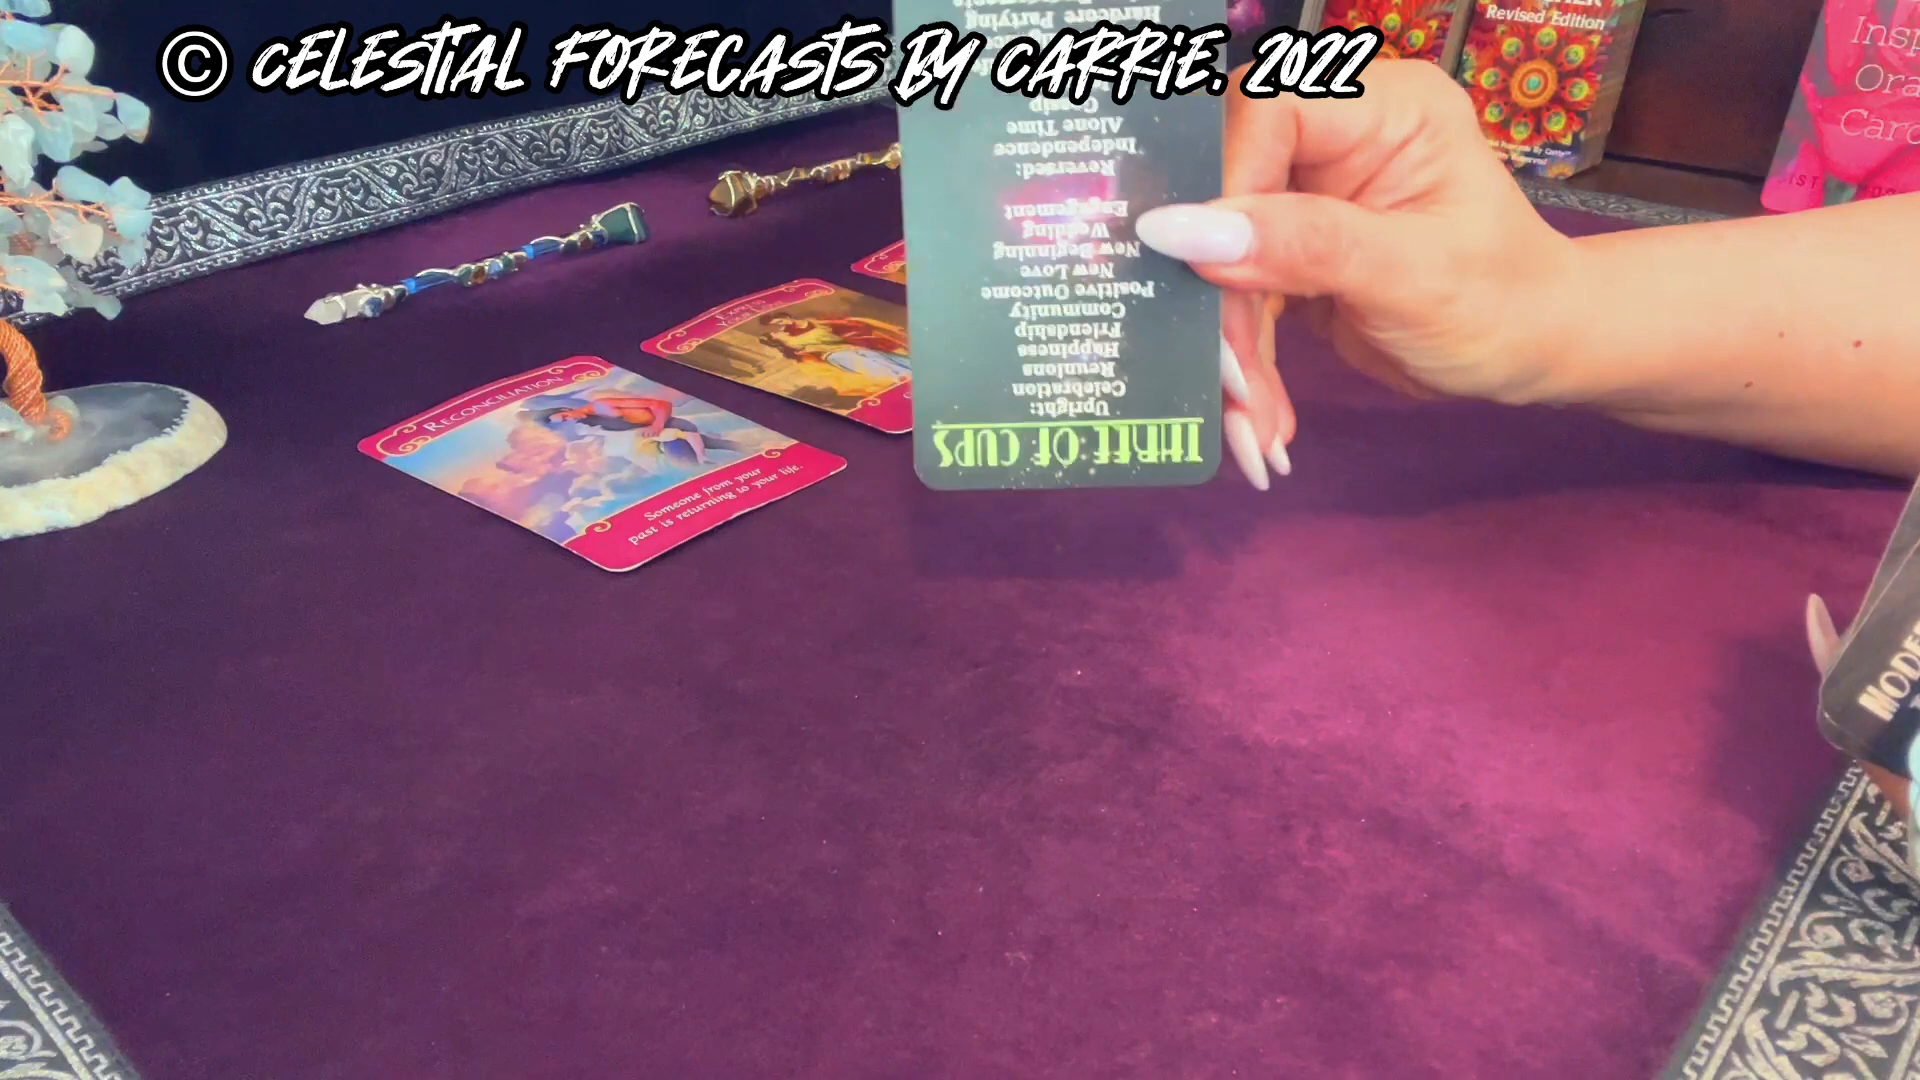 © CELESTIAL FORECASTS BY CARRIE. 2022
THREE OF CUPS
Upright:
Celebration
Reunions
Happiness
Friendship
Community
Positive Outcome
New Love
New Beginning
Wedding
Engagement
Reversed:
Independence
Alone Time
Gossip
Hardcore Partying
RECONCILIATION
Someone from your
past is returning to your life.
EXPRESS
Revised Edition